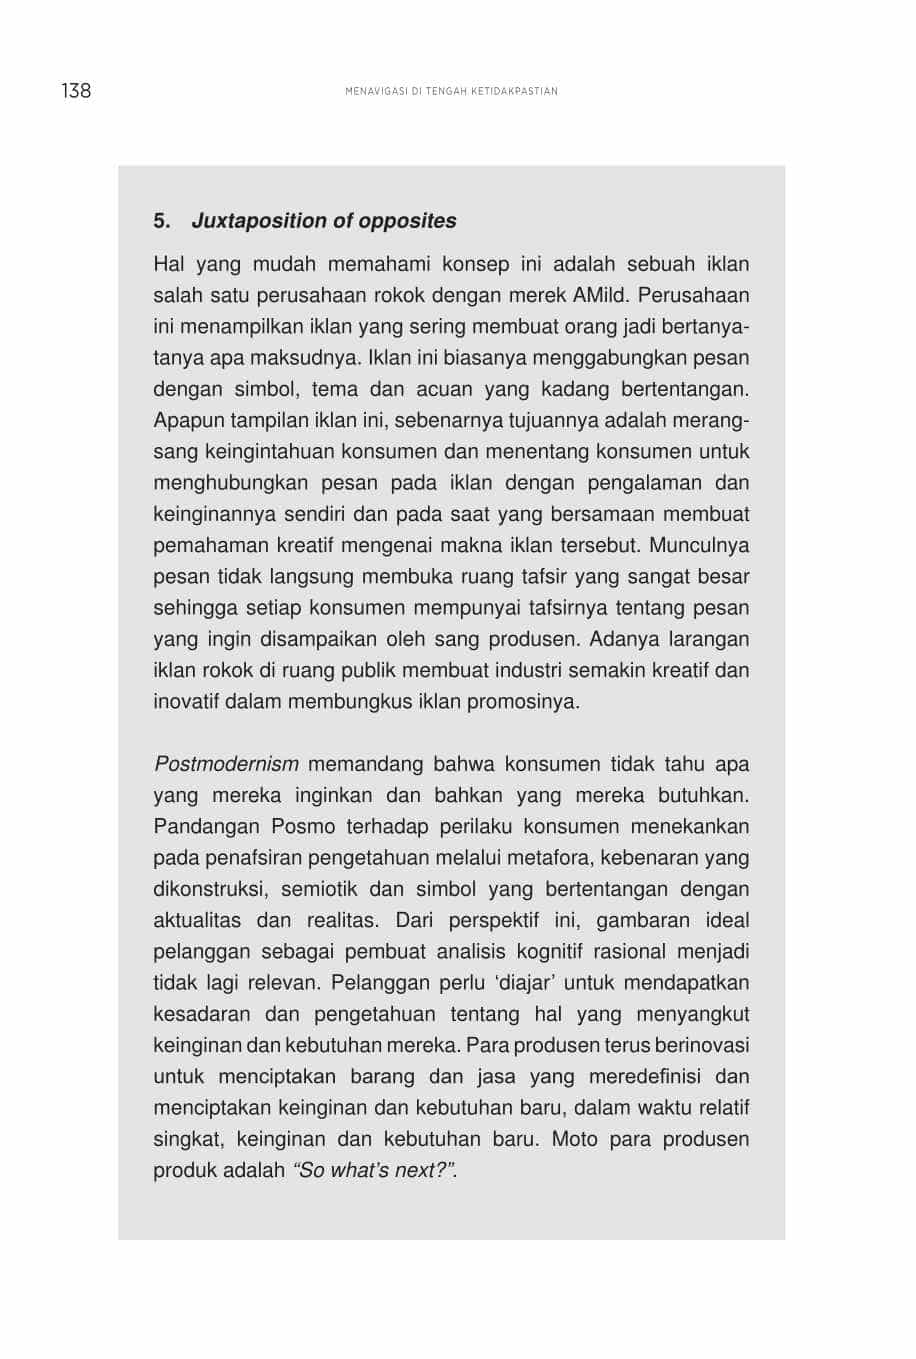 138
MENAVIGASI DI TENGAH KETIDAKPASTIAN
5. Juxtaposition of opposites
Hal yang mudah memahami konsep ini adalah sebuah iklan
salah satu perusahaan rokok dengan merek AMild. Perusahaan
ini menampilkan iklan yang sering membuat orang jadi bertanya-
tanya apa maksudnya. Iklan ini biasanya menggabungkan pesan
dengan simbol, tema dan acuan yang kadang bertentangan.
Apapun tampilan iklan ini, sebenarnya tujuannya adalah merang-
sang keingintahuan konsumen dan menentang konsumen untuk
menghubungkan pesan pada iklan dengan pengalaman dan
keinginannya sendiri dan pada saat yang bersamaan membuat
pemahaman kreatif mengenai makna iklan tersebut. Munculnya
pesan tidak langsung membuka ruang tafsir yang sangat besar
sehingga setiap konsumen mempunyai tafsirnya tentang pesan
yang ingin disampaikan oleh sang produsen. Adanya larangan
iklan rokok di ruang publik membuat industri semakin kreatif dan
inovatif dalam membungkus iklan promosinya.
Postmodernism memandang bahwa konsumen tidak tahu apa
yang mereka inginkan dan bahkan yang mereka butuhkan.
Pandangan Posmo terhadap perilaku konsumen menekankan
pada penafsiran pengetahuan melalui metafora, kebenaran yang
dikonstruksi, semiotik dan simbol yang bertentangan dengan
aktualitas dan realitas. Dari perspektif ini, gambaran ideal
pelanggan sebagai pembuat analisis kognitif rasional menjadi
tidak lagi relevan. Pelanggan perlu ‘diajar’ untuk mendapatkan
kesadaran dan pengetahuan tentang hal yang menyangkut
keinginan dan kebutuhan mereka. Para produsen terus berinovasi
untuk menciptakan barang dan jasa yang meredefinisi dan
menciptakan keinginan dan kebutuhan baru, dalam waktu relatif
singkat, keinginan dan kebutuhan baru. Moto para produsen
produk adalah “So what’s next?”.